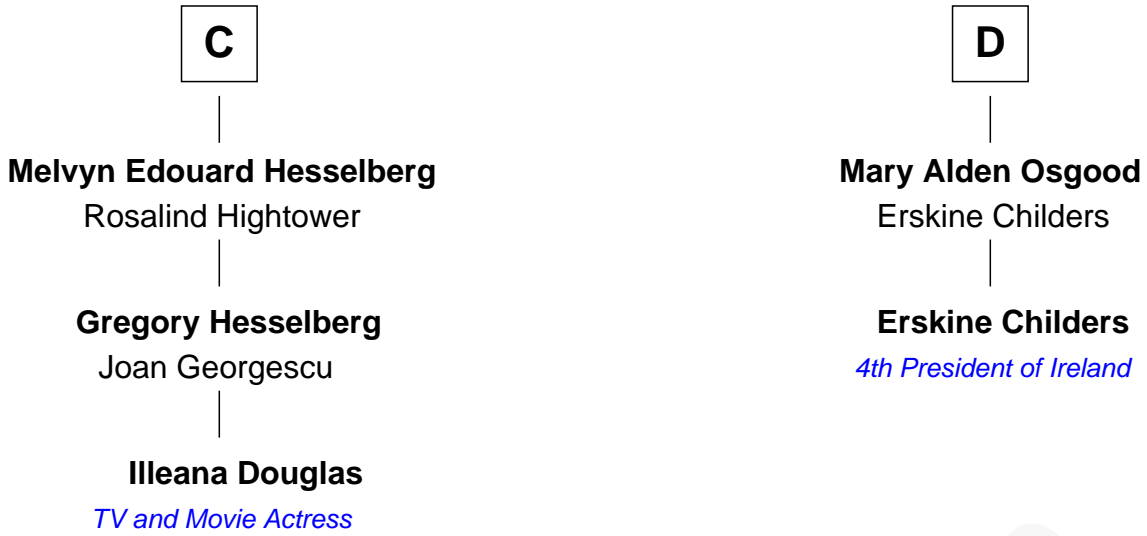 C
D
Melvyn Edouard Hesselberg
Rosalind Hightower
Mary Alden Osgood
Erskine Childers
Gregory Hesselberg
Joan Georgescu
Erskine Childers
4th President of Ireland
Illeana Douglas
TV and Movie Actress